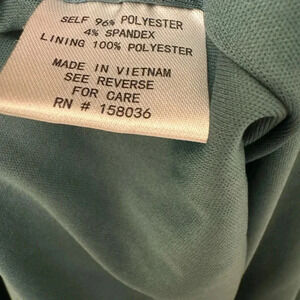 SELF 96% POLYESTER
4% SPANDEX
LINING 100% POLYESTER
MADE IN VIETNAM
SEE REVERSE
FOR CARE
RN # 158036